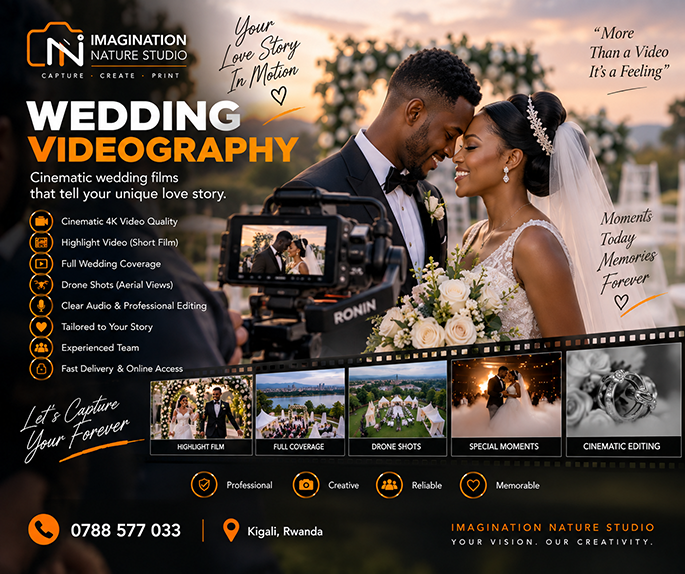 IMAGINATION
NATURE STUDIO
CAPTURE · CREATE · PRINT
Your
Love Story
In Motion
"More
Than a Video
It's a Feeling"
WEDDING
VIDEOGRAPHY
Cinematic wedding films
that tell your unique love story.
Cinematic 4K Video Quality
Highlight Video (Short Film)
Full Wedding Coverage
Drone Shots (Aerial Views)
Clear Audio & Professional Editing
Tailored to Your Story
Experienced Team
Fast Delivery & Online Access
RONIN
Moments
Today
Memories
Forever
Let's Capture
Your Forever
HIGHLIGHT FILM
FULL COVERAGE
DRONE SHOTS
SPECIAL MOMENTS
CINEMATIC EDITING
Professional
Creative
Reliable
Memorable
0788 577 033
Kigali, Rwanda
IMAGINATION NATURE STUDIO
YOUR VISION. OUR CREATIVITY.